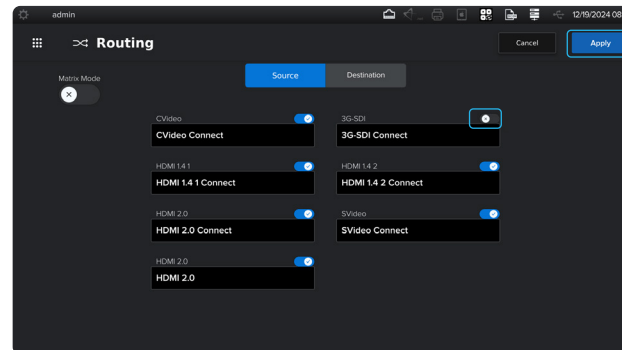 admin
12/19/2024 08
Routing
Cancel
Apply
Matrix Mode
Source
Destination
CVideo
CVideo Connect
3G-SDI
3G-SDI Connect
HDMI 1.4 1
HDMI 1.4 1 Connect
HDMI 1.4 2
HDMI 1.4 2 Connect
HDMI 2.0
HDMI 2.0 Connect
SVideo
SVideo Connect
HDMI 2.0
HDMI 2.0